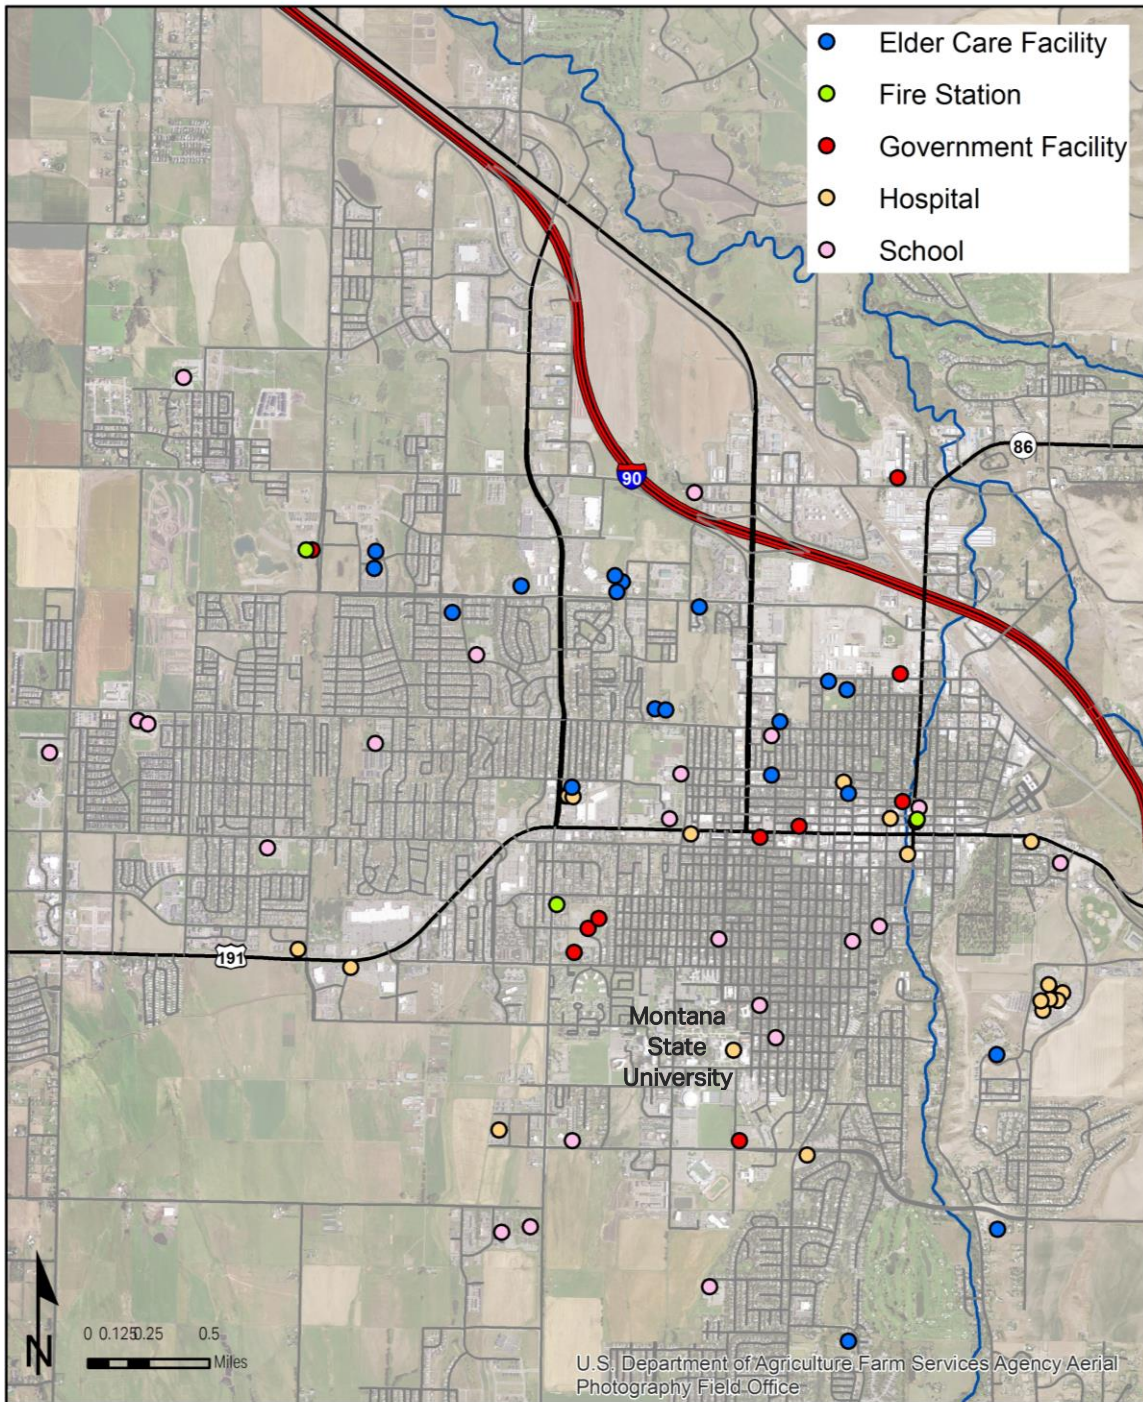 Elder Care Facility
Fire Station
Government Facility
Hospital
School
86
90
191
Montana
State
University
N
0 0.125 0.25 0.5
Miles
U.S. Department of Agriculture Farm Services Agency Aerial
Photography Field Office